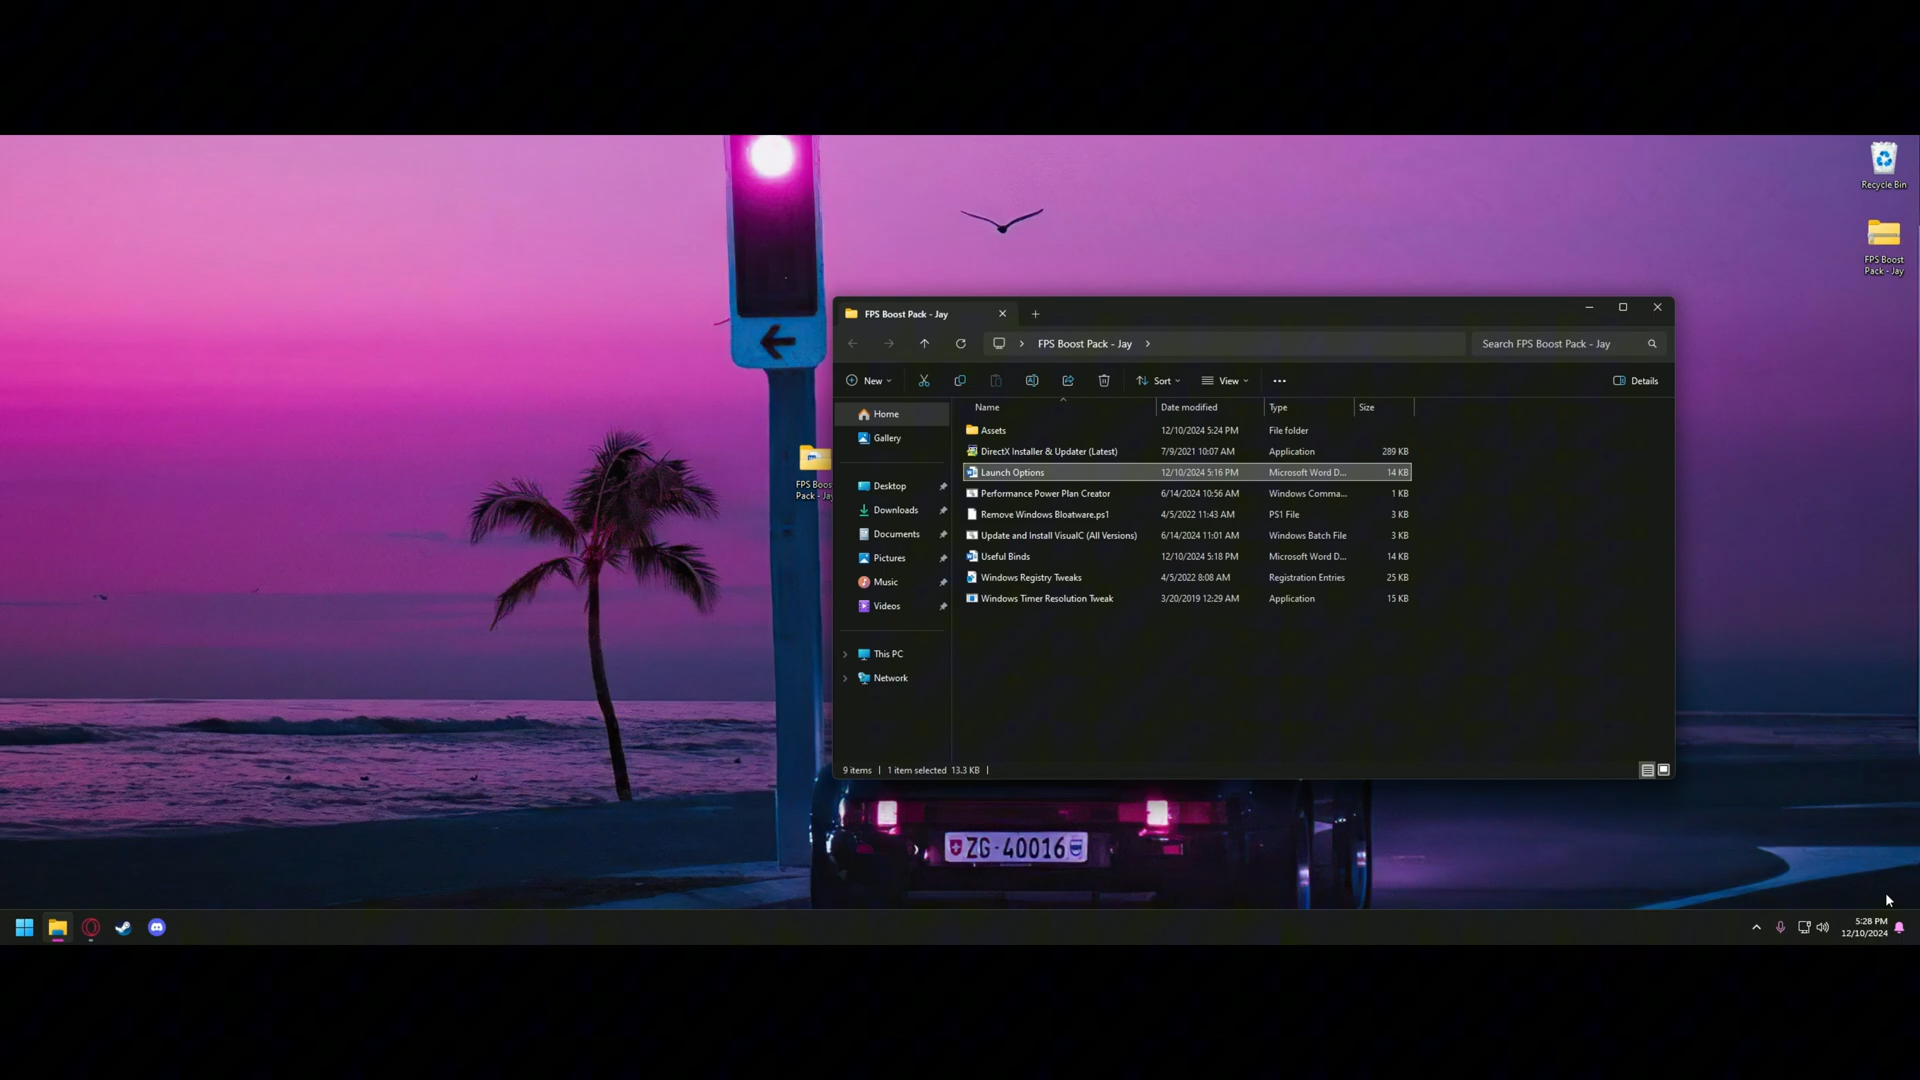 Recycle Bin
FPS Boost
Pack - Jay
FPS Boos
Pack - Jay
FPS Boost Pack - Jay
FPS Boost Pack - Jay
Search FPS Boost Pack - Jay
New
Sort
View
Details
Name Date modified Type Size
Home
Gallery
Desktop
Downloads
Documents
Pictures
Music
Videos
This PC
Network
Assets 12/10/2024 5:24 PM File folder
DirectX Installer & Updater (Latest) 7/9/2021 10:07 AM Application 289 KB
Launch Options 12/10/2024 5:16 PM Microsoft Word D... 14 KB
Performance Power Plan Creator 6/14/2024 10:56 AM Windows Comma... 1 KB
Remove Windows Bloatware.ps1 4/5/2022 11:43 AM PS1 File 3 KB
Update and Install VisualC (All Versions) 6/14/2024 11:01 AM Windows Batch File 3 KB
Useful Binds 12/10/2024 5:18 PM Microsoft Word D... 14 KB
Windows Registry Tweaks 4/5/2022 8:08 AM Registration Entries 25 KB
Windows Timer Resolution Tweak 3/20/2019 12:29 AM Application 15 KB
9 items 1 item selected 13.3 KB
ZG·40016
5:28 PM
12/10/2024